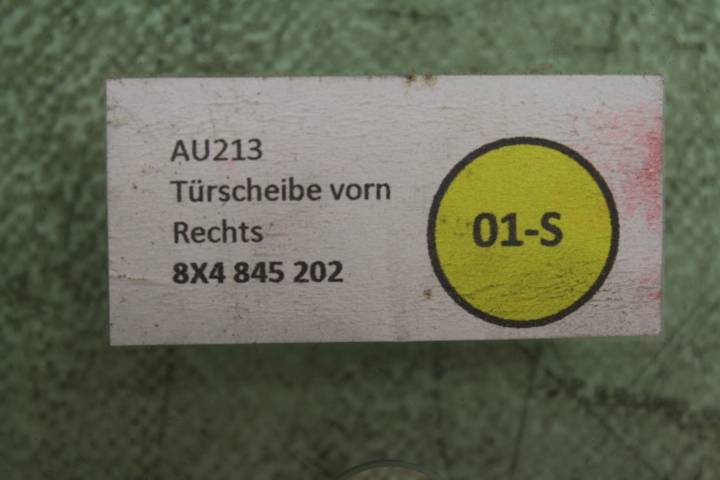 AU213
Türscheibe vorn
Rechts
8X4 845 202
01-S